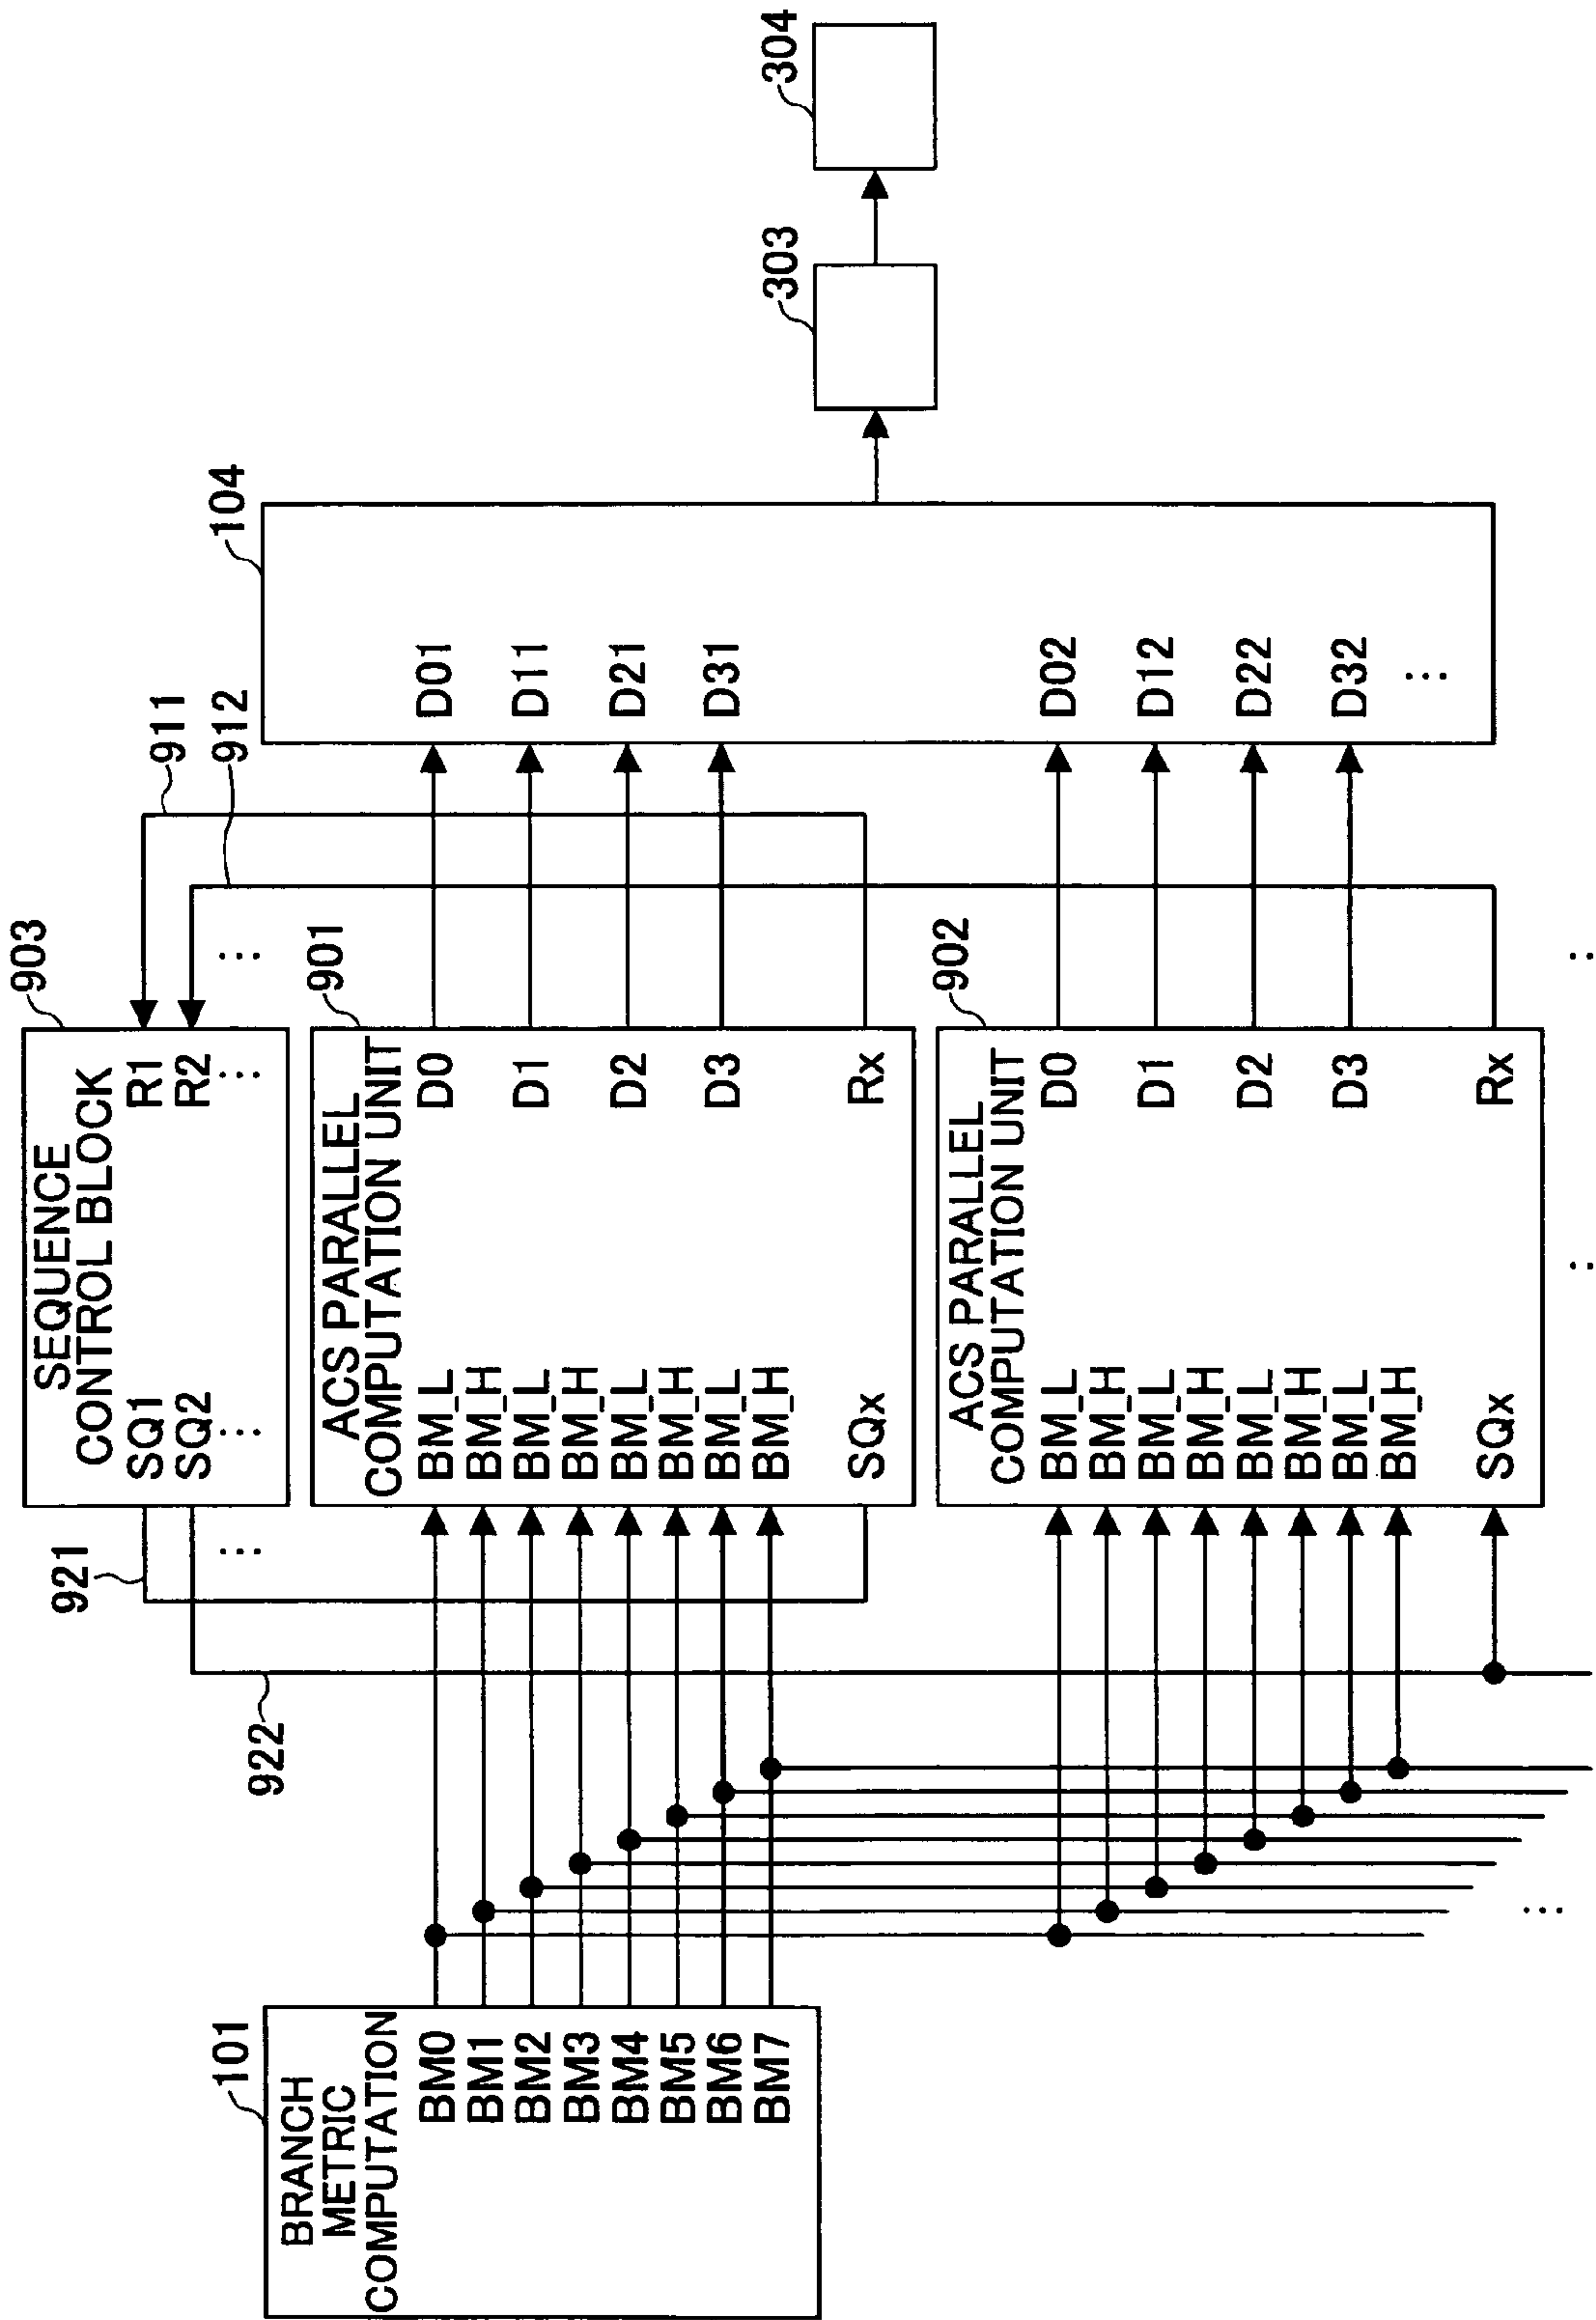 101
BRANCH
METRIC
COMPUTATION
BM0
BM1
BM2
BM3
BM4
BM5
BM6
BM7
922
921
903
SEQUENCE
CONTROL BLOCK
SQ1
R1
SQ2
R2
⋮
⋮
⋮
⋮
911
912
901
ACS PARALLEL
COMPUTATION UNIT
BM_L
D0
BM_H
BM_L
D1
BM_H
BM_L
D2
BM_H
BM_L
D3
BM_H
SQx
Rx
902
ACS PARALLEL
COMPUTATION UNIT
BM_L
D0
BM_H
BM_L
D1
BM_H
BM_L
D2
BM_H
BM_L
D3
BM_H
SQx
Rx
⋮
⋮
⋮
104
D01
D11
D21
D31
D02
D12
D22
D32
⋮
303
304